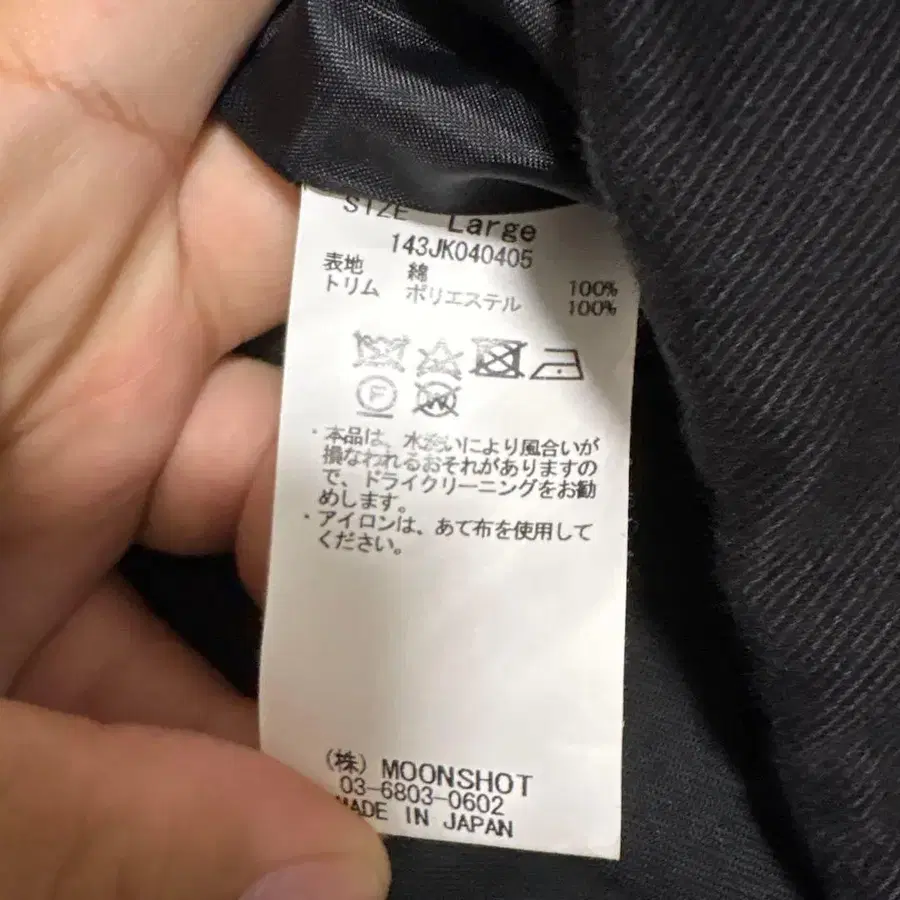 SIZE Large
143JK040405
表地 綿 100%
トリム ポリエステル 100%
F
W
・本品は、水洗いにより風合いが
損なわれるおそれがありますの
で、ドライクリーニングをお勧
めします。
・アイロンは、あて布を使用して
ください。
(株) MOONSHOT
03-6803-0602
MADE IN JAPAN